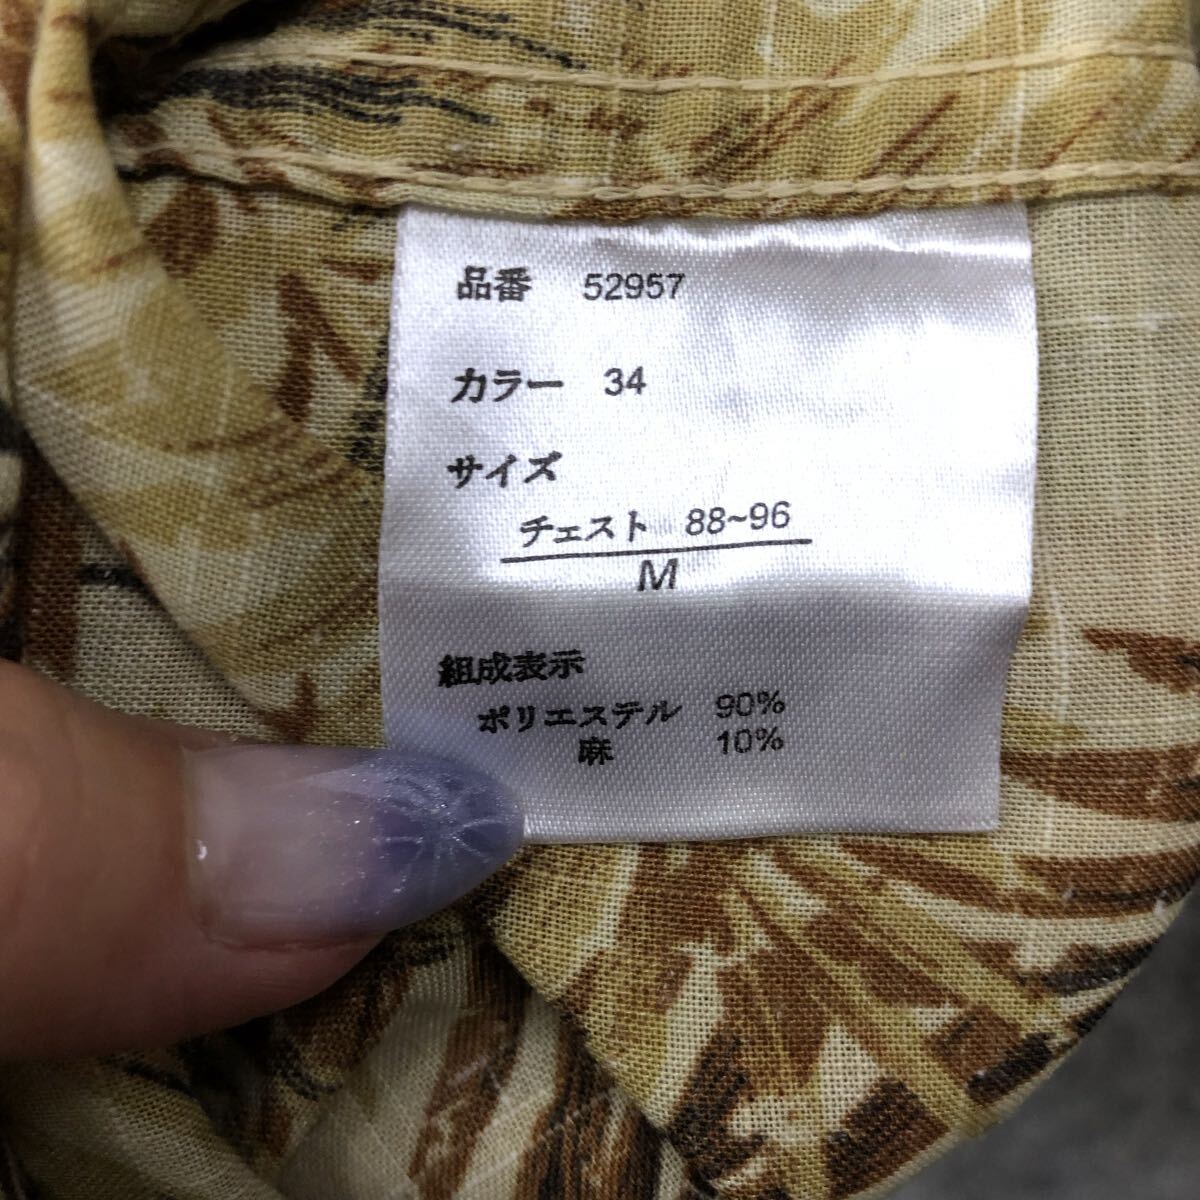 品番 52957
カラー 34
サイズ
チェスト 88~96
M
組成表示
ポリエステル 90%
麻 10%